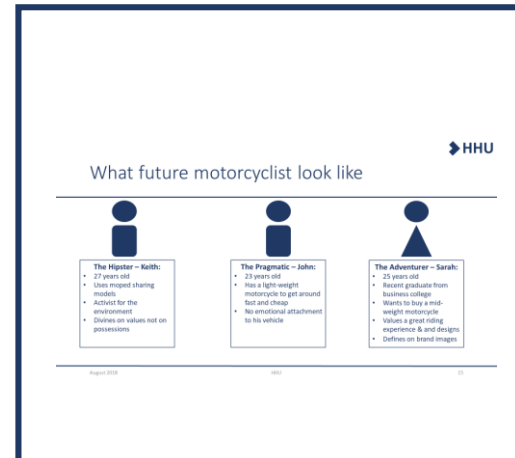 HHU
What future motorcyclist look like
The Hipster – Keith:
• 27 years old
• Uses moped sharing
models
• Activist for the
environment
• Divines on values not on
possessions
The Pragmatic – John:
• 23 years old
• Has a light-weight
motorcycle to get around
fast and cheap
• No emotional attachment
to his vehicle
The Adventurer – Sarah:
• 25 years old
• Recent graduate from
business college
• Wants to buy a mid-
weight motorcycle
• Values a great riding
experience & and designs
• Defines on brand images
August 2018
HHU